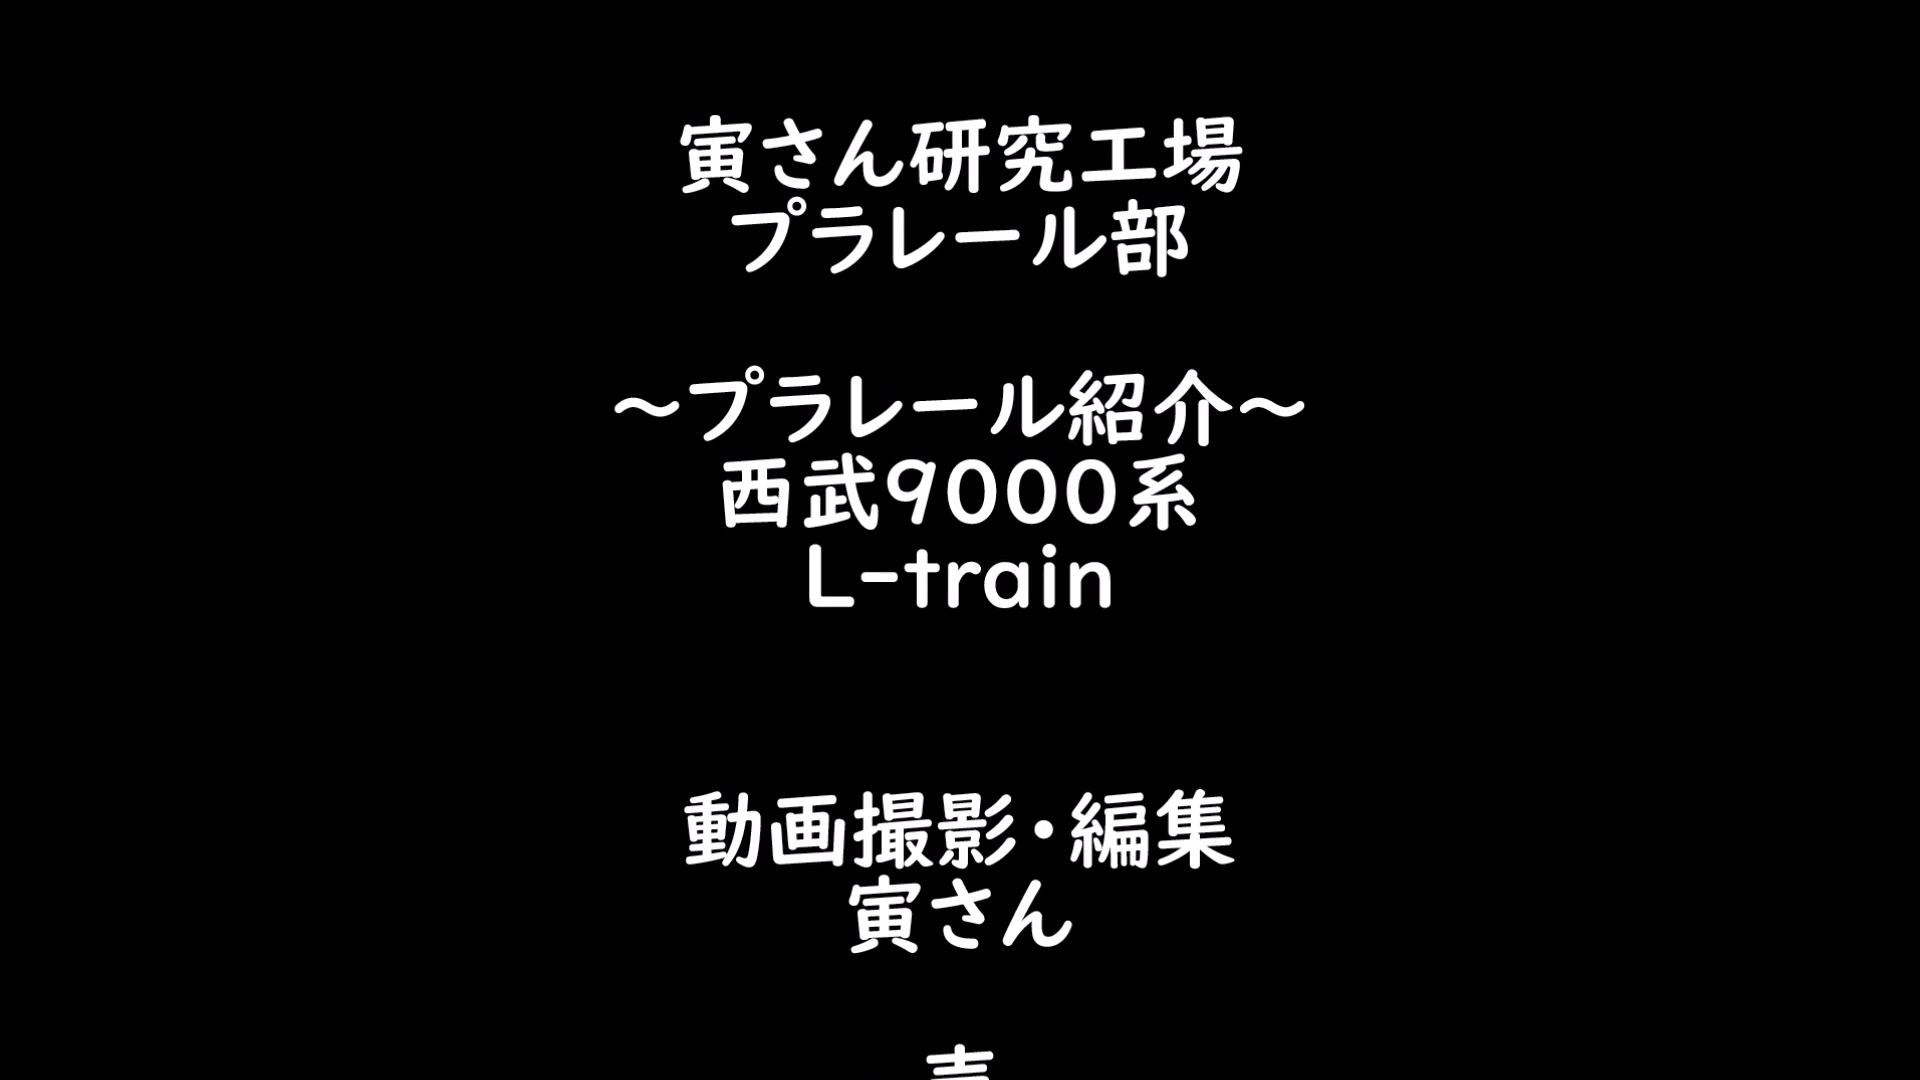 寅さん研究工場
プラレール部
～プラレール紹介～
西武9000系
L-train
動画撮影・編集
寅さん